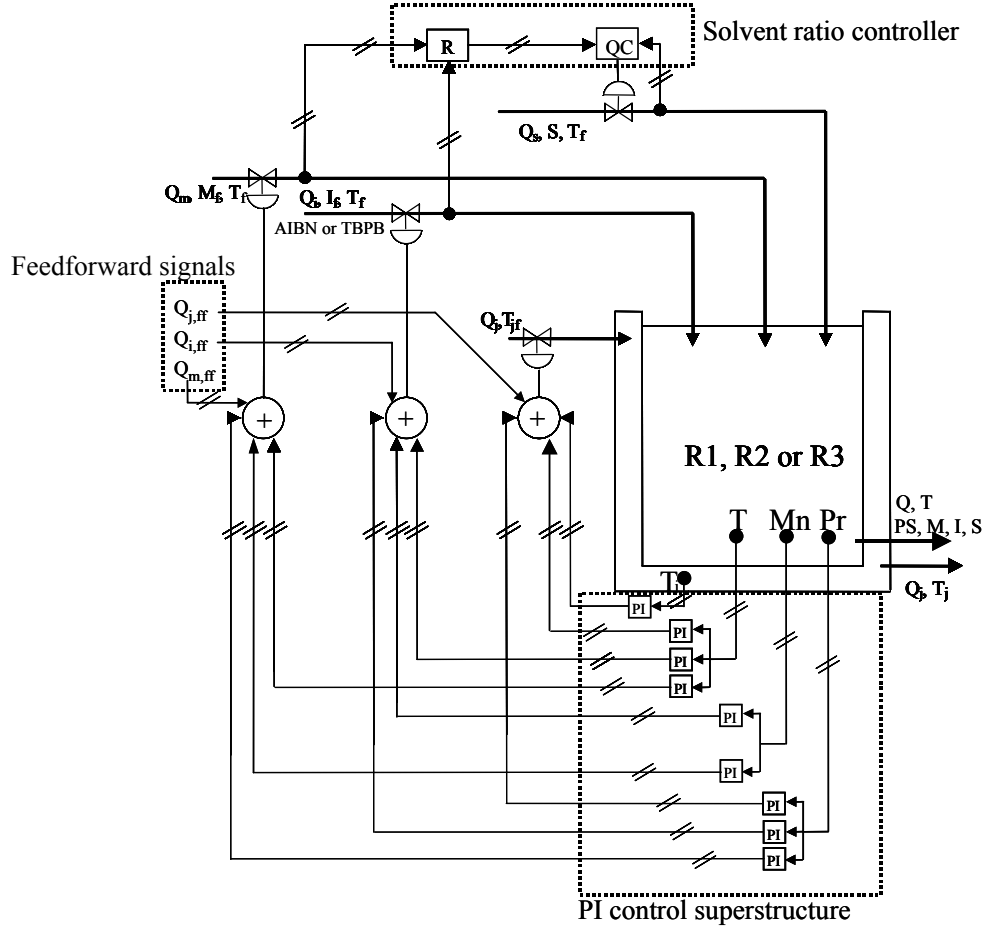 Solvent ratio controller
R
QC
Qs, S, Tf
Qm, Mf, Tf
Qi, If, Tf
AIBN or TBPB
Feedforward signals
Qj,ff
Qi,ff
Qm,ff
Qj,Tjf
+
+
+
R1, R2 or R3
T
Mn
Pr
Q, T
PS, M, I, S
Qj, Tj
Tj
PI
PI
PI
PI
PI
PI
PI
PI
PI
PI control superstructure